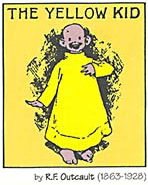 THE YELLOW KID
by R.F. Outcault (1863-1928)